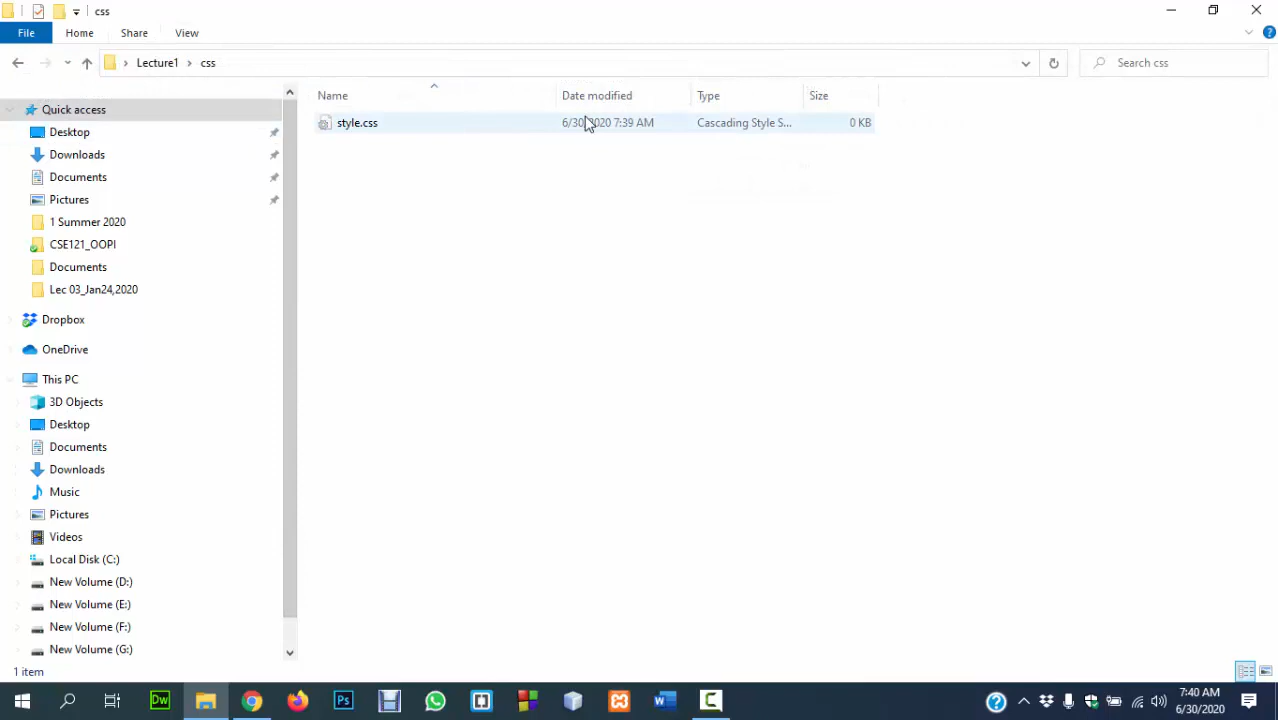 css
File Home Share View
Lecture1 css Search css
Name Date modified Type Size
style.css 6/30/2020 7:39 AM Cascading Style S... 0 KB
Quick access
Desktop
Downloads
Documents
Pictures
1 Summer 2020
CSE121_OOPI
Documents
Lec 03_Jan24,2020
Dropbox
OneDrive
This PC
3D Objects
Desktop
Documents
Downloads
Music
Pictures
Videos
Local Disk (C:)
New Volume (D:)
New Volume (E:)
New Volume (F:)
New Volume (G:)
1 item
Dw Ps 7:40 AM
6/30/2020